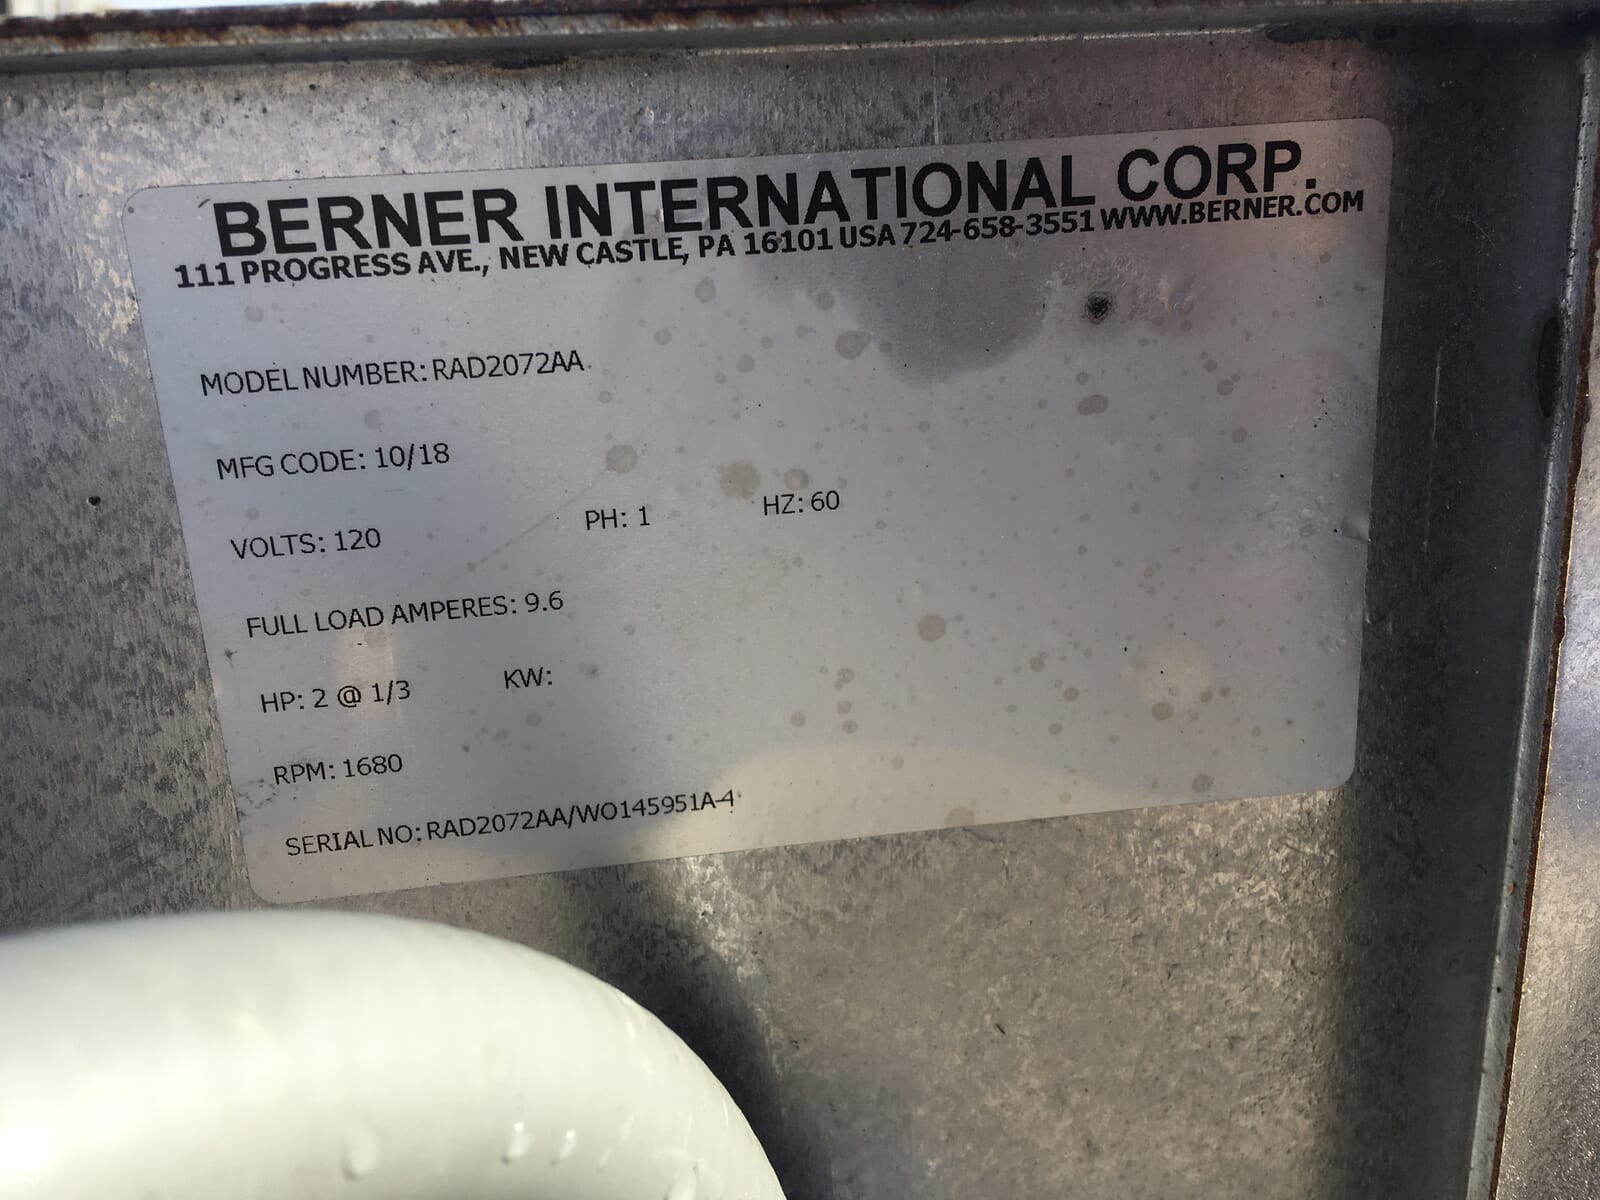 BERNER INTERNATIONAL CORP.
111 PROGRESS AVE., NEW CASTLE, PA 16101 USA 724-658-3551 WWW.BERNER.COM
MODEL NUMBER: RAD2072AA
MFG CODE: 10/18
VOLTS: 120 PH: 1 HZ: 60
FULL LOAD AMPERES: 9.6
HP: 2 @ 1/3 KW:
RPM: 1680
SERIAL NO: RAD2072AA/WO145951A-4